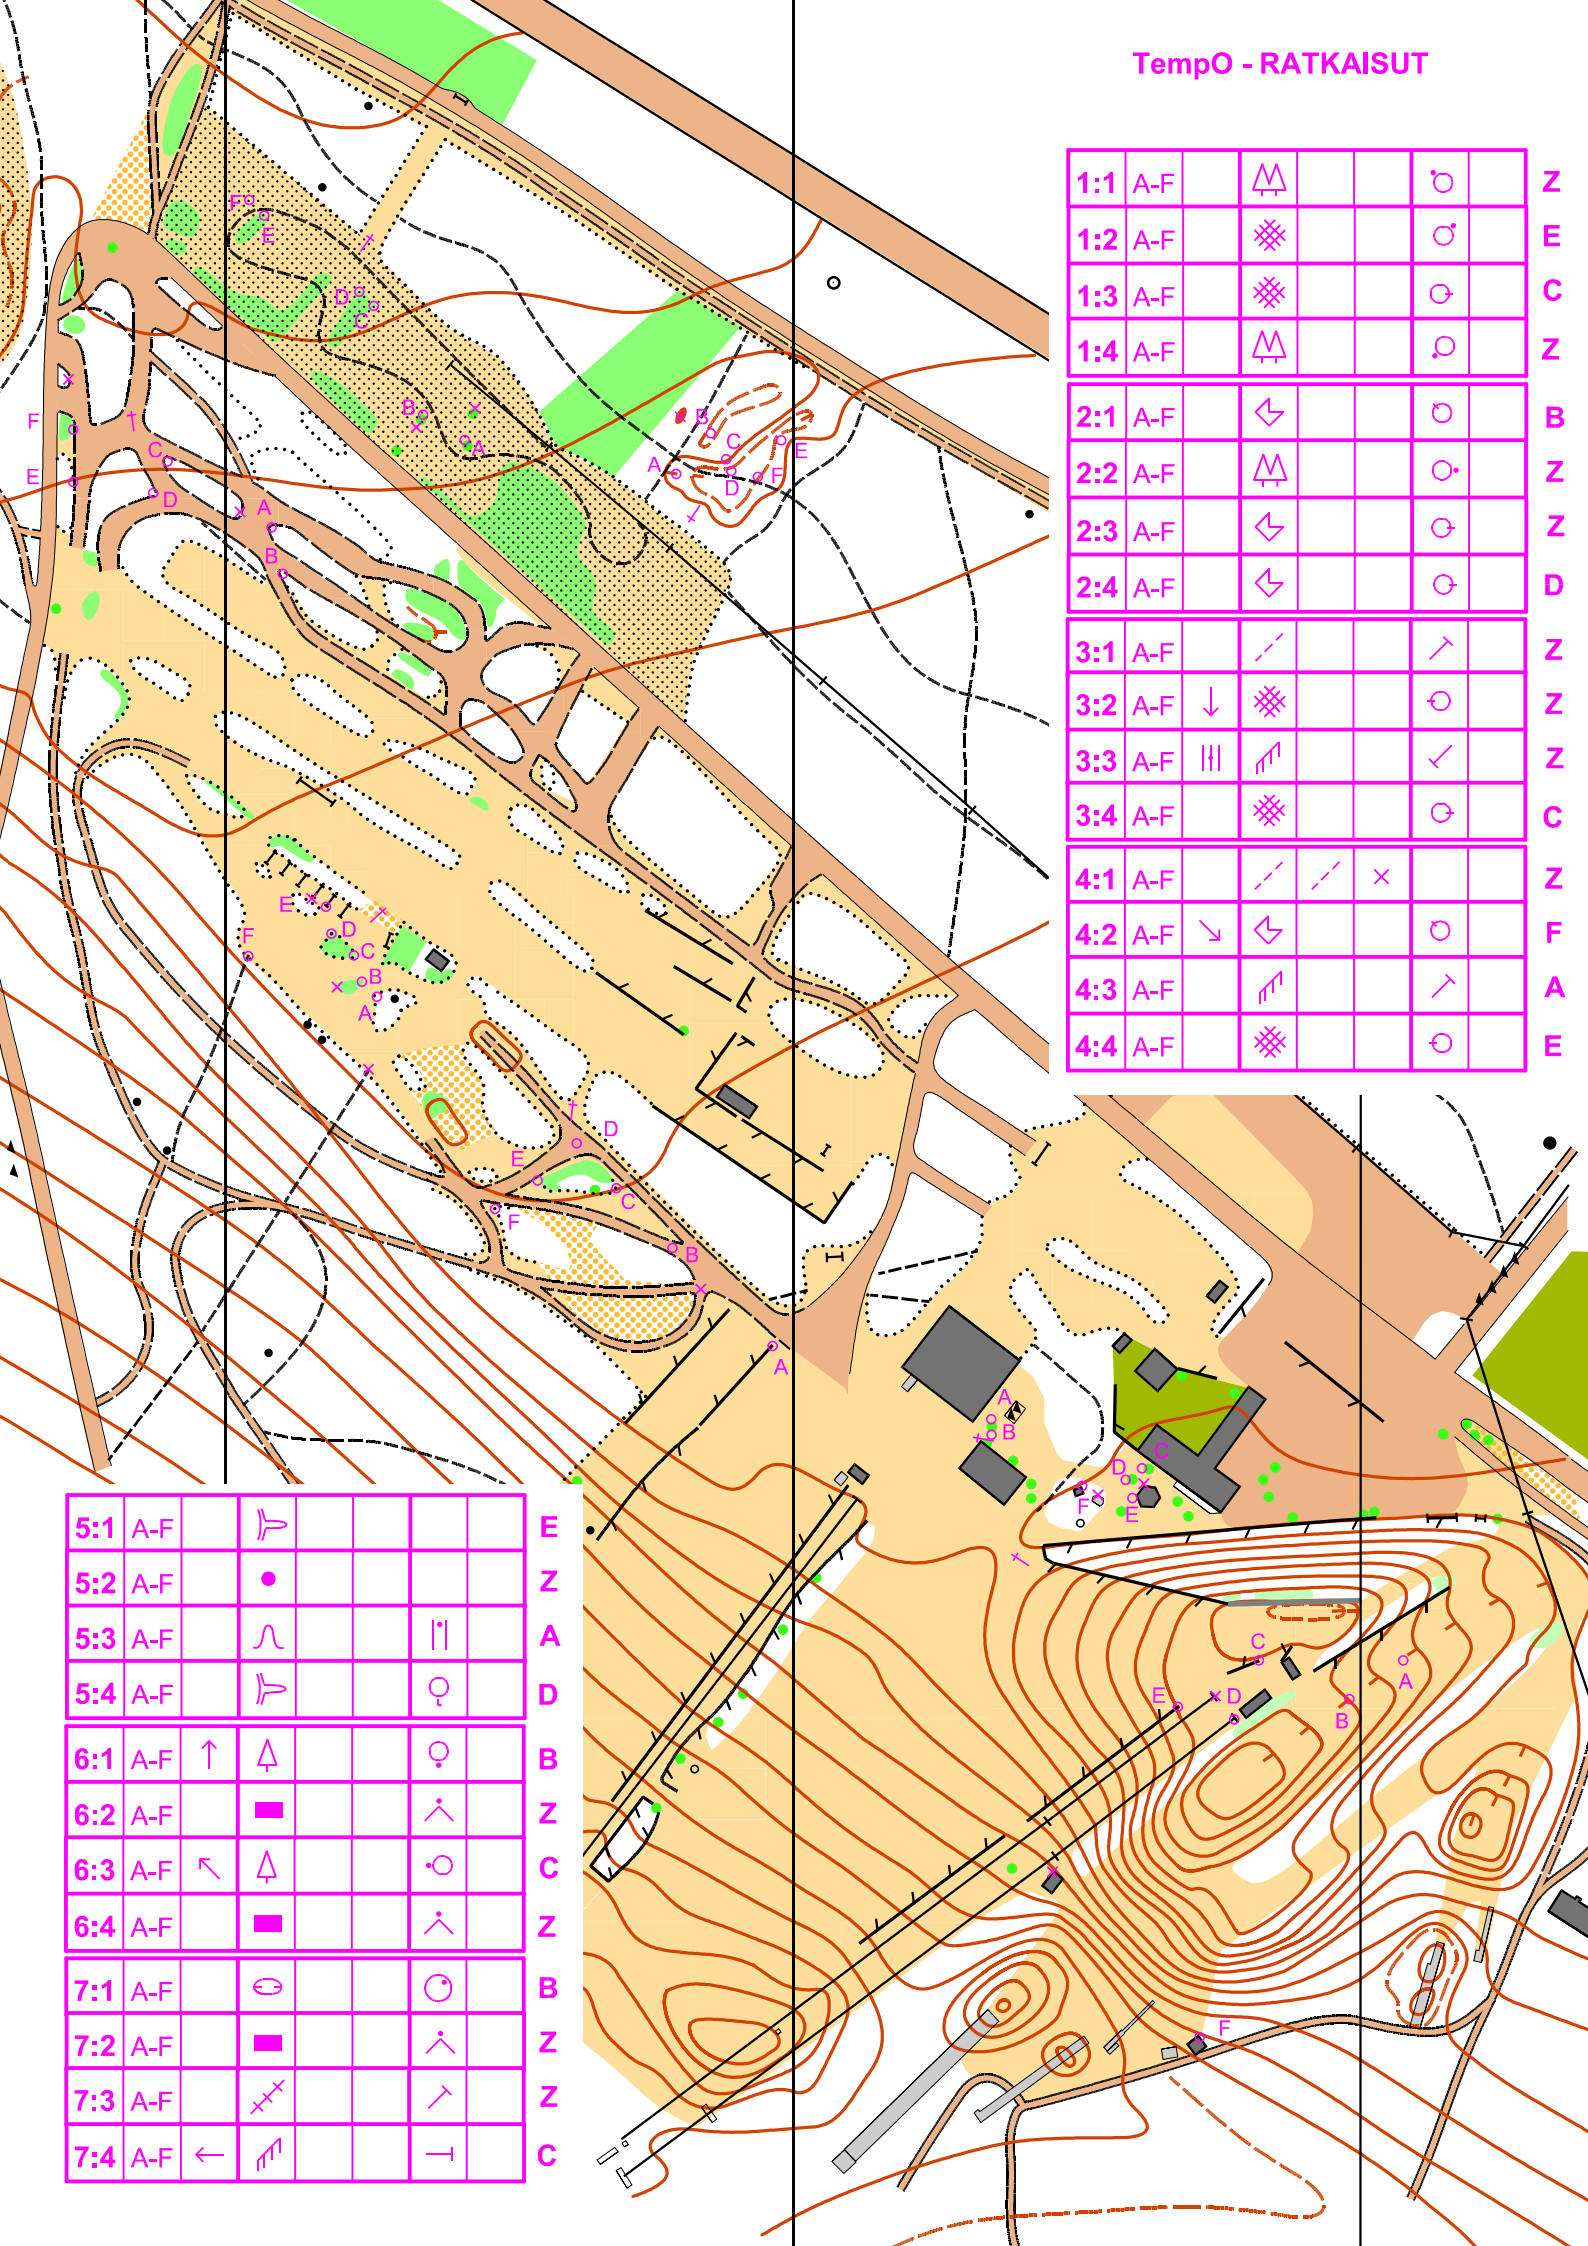 TempO - RATKAISUT
1:1 A-F Z
1:2 A-F E
1:3 A-F C
1:4 A-F Z
2:1 A-F B
2:2 A-F Z
2:3 A-F Z
2:4 A-F D
3:1 A-F Z
3:2 A-F Z
3:3 A-F Z
3:4 A-F C
4:1 A-F Z
4:2 A-F F
4:3 A-F A
4:4 A-F E
F
E
D
C
B
A
B
C
A
D
F
E
F
E
C
D
A
B
E
F
D
C
B
A
D
E
C
F
B
A
A
B
C
D
E
F
C
A
E
D
B
F
5:1 A-F E
5:2 A-F Z
5:3 A-F A
5:4 A-F D
6:1 A-F B
6:2 A-F Z
6:3 A-F C
6:4 A-F Z
7:1 A-F B
7:2 A-F Z
7:3 A-F Z
7:4 A-F C